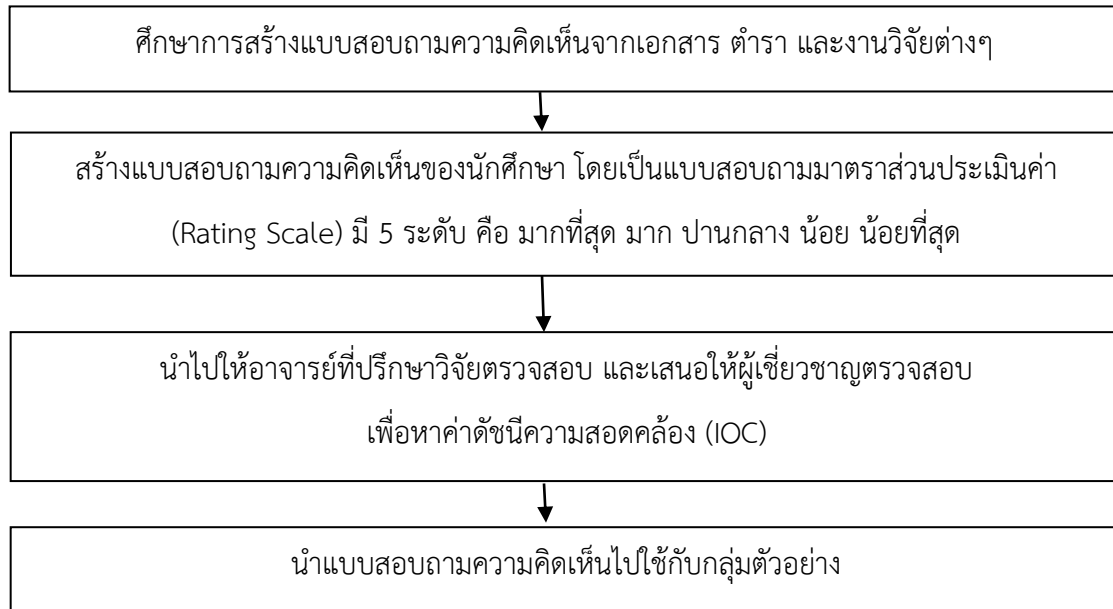 ศึกษาการสร้างแบบสอบถามความคิดเห็นจากเอกสาร ตำรา และงานวิจัยต่างๆ
สร้างแบบสอบถามความคิดเห็นของนักศึกษา โดยเป็นแบบสอบถามมาตราส่วนประเมินค่า
(Rating Scale) มี 5 ระดับ คือ มากที่สุด มาก ปานกลาง น้อย น้อยที่สุด
นำไปให้อาจารย์ที่ปรึกษาวิจัยตรวจสอบ และเสนอให้ผู้เชี่ยวชาญตรวจสอบ
เพื่อหาค่าดัชนีความสอดคล้อง (IOC)
นำแบบสอบถามความคิดเห็นไปใช้กับกลุ่มตัวอย่าง